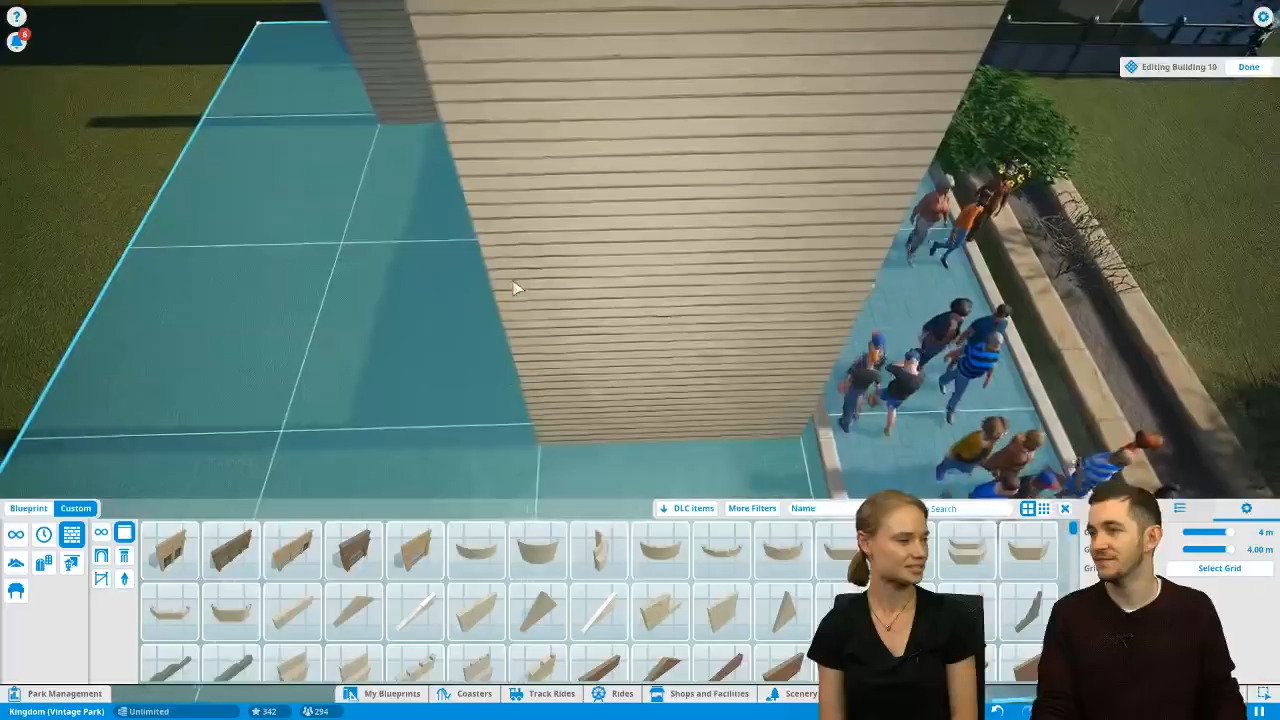 ?
6
Editing Building 10 Done
Blueprint Custom
DLC items More Filters Name Search
4 m
4.00 m
Select Grid
Park Management My Blueprints Coasters Track Rides Rides Shops and Facilities Scenery
Kingdom (Vintage Park) Unlimited 342 294